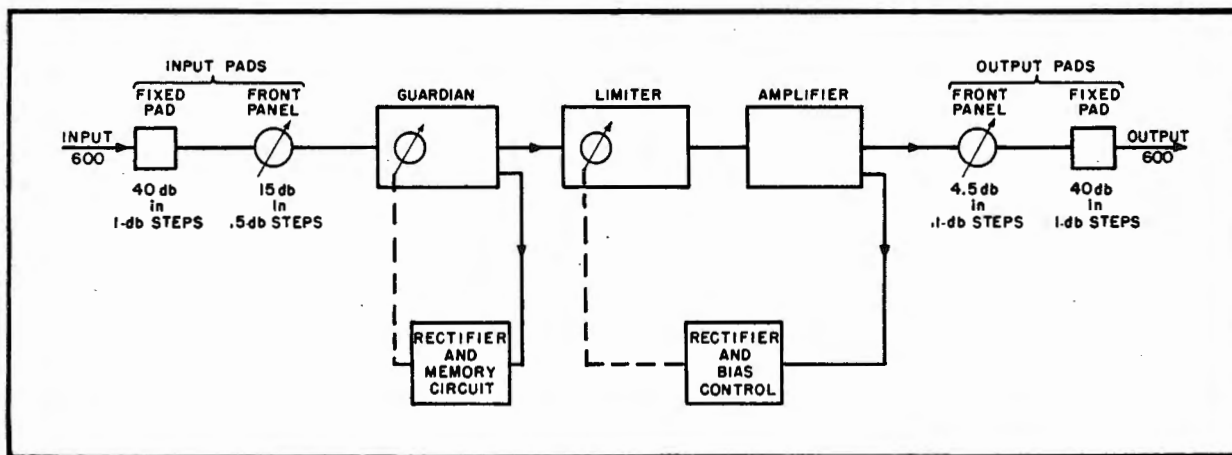 INPUT PADS
FIXED
PAD
FRONT
PANEL
INPUT
600
40 db
in
1-db STEPS
15 db
in
.5-db STEPS
GUARDIAN
RECTIFIER
AND
MEMORY
CIRCUIT
LIMITER
AMPLIFIER
RECTIFIER
AND
BIAS
CONTROL
OUTPUT PADS
FRONT
PANEL
FIXED
PAD
OUTPUT
600
4.5 db
in
.1-db STEPS
40 db
in
1-db STEPS